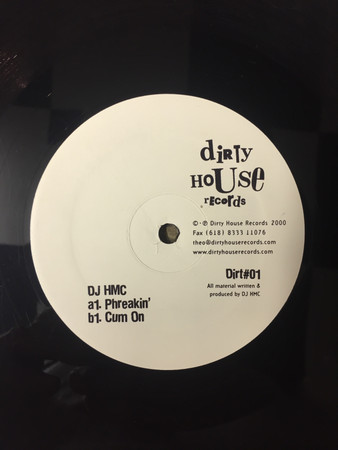 dirty
House
records
© · ℗ Dirty House Records 2000
Fax (618) 8333 11076
theo@dirtyhouserecords.com
www.dirtyhouserecords.com
Dirt#01
All material written &
produced by DJ HMC
DJ HMC
a1. Phreakin'
b1. Cum On